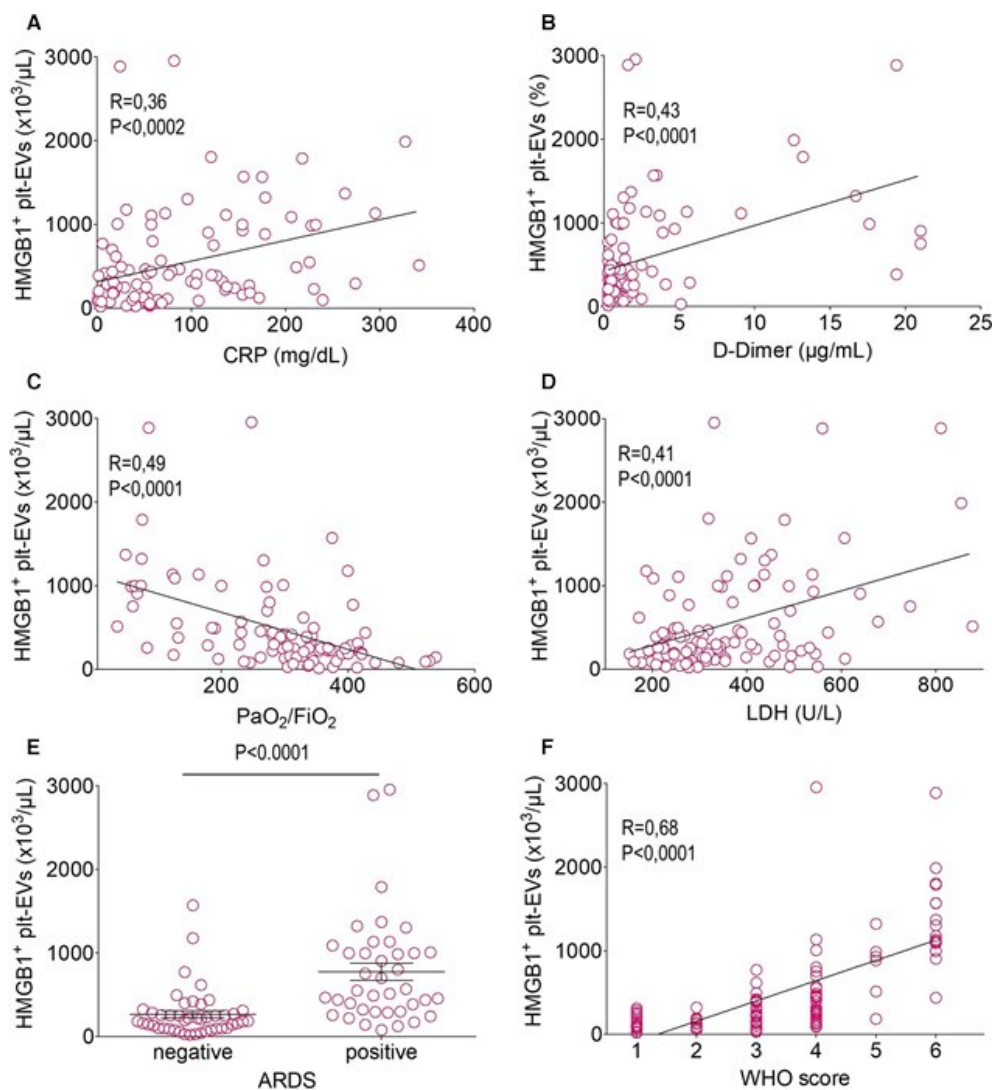 A
HMGB1⁺ plt-EVs (x10³/µL)
3000
2000
1000
0
R=0,36
P<0,0002
0 100 200 300 400
CRP (mg/dL)
B
HMGB1⁺ plt-EVs (%)
3000
2000
1000
0
R=0,43
P<0,0001
0 5 10 15 20 25
D-Dimer (µg/mL)
C
HMGB1⁺ plt-EVs (x10³/µL)
3000
2000
1000
0
R=0,49
P<0,0001
200 400 600
PaO₂/FiO₂
D
HMGB1⁺ plt-EVs (x10³/µL)
3000
2000
1000
0
R=0,41
P<0,0001
200 400 600 800
LDH (U/L)
E
P<0.0001
HMGB1⁺ plt-EVs (x10³/µL)
3000
2000
1000
0
negative positive
ARDS
F
HMGB1⁺ plt-EVs (x10³/µL)
3000
2000
1000
0
R=0,68
P<0,0001
1 2 3 4 5 6
WHO score